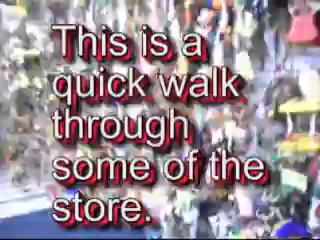 This is a
quick walk
through
some of the
store.